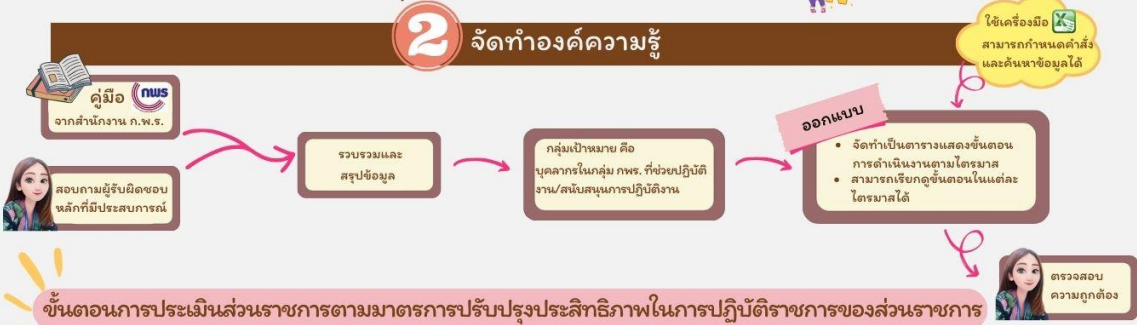 2 จัดทำองค์ความรู้
ใช้เครื่องมือ
สามารถกำหนดคำสั่ง
และค้นหาข้อมูลได้
คู่มือ กพร
จากสำนักงาน ก.พ.ร.
สอบถามผู้รับผิดชอบ
หลักที่มีประสบการณ์
รวบรวมและ
สรุปข้อมูล
กลุ่มเป้าหมาย คือ
บุคลากรในกลุ่ม กพร. ที่ช่วยปฏิบัติ
งาน/สนับสนุนการปฏิบัติงาน
ออกแบบ
• จัดทำเป็นตารางแสดงขั้นตอน
การดำเนินงานตามไตรมาส
• สามารถเรียกดูขั้นตอนในแต่ละ
ไตรมาสได้
ตรวจสอบ
ความถูกต้อง
ขั้นตอนการประเมินส่วนราชการตามมาตรการปรับปรุงประสิทธิภาพในการปฏิบัติราชการของส่วนราชการ